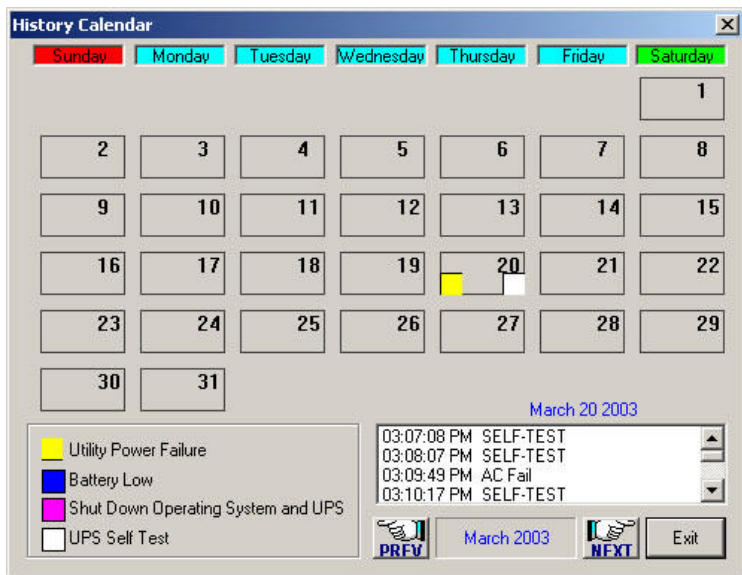 History Calendar
Sunday Monday Tuesday Wednesday Thursday Friday Saturday
1
2 3 4 5 6 7 8
9 10 11 12 13 14 15
16 17 18 19 20 21 22
23 24 25 26 27 28 29
30 31
March 20 2003
Utility Power Failure
Battery Low
Shut Down Operating System and UPS
UPS Self Test
03:07:08 PM SELF-TEST
03:08:07 PM SELF-TEST
03:09:49 PM AC Fail
03:10:17 PM SELF-TEST
PREV March 2003 NEXT Exit